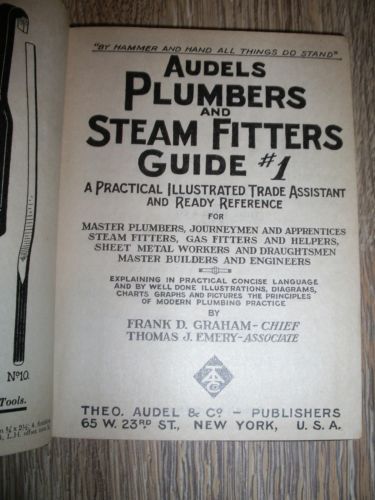 "BY HAMMER AND HAND ALL THINGS DO STAND"
AUDELS
PLUMBERS
AND
STEAM FITTERS
GUIDE #1
A PRACTICAL ILLUSTRATED TRADE ASSISTANT
AND READY REFERENCE
FOR
MASTER PLUMBERS, JOURNEYMEN AND APPRENTICES
STEAM FITTERS, GAS FITTERS AND HELPERS,
SHEET METAL WORKERS AND DRAUGHTSMEN
MASTER BUILDERS AND ENGINEERS
EXPLAINING IN PRACTICAL CONCISE LANGUAGE
AND BY WELL DONE ILLUSTRATIONS, DIAGRAMS,
CHARTS GRAPHS AND PICTURES THE PRINCIPLES
OF MODERN PLUMBING PRACTICE
BY
FRANK D. GRAHAM-CHIEF
THOMAS J. EMERY-ASSOCIATE
THEO. AUDEL & CO - PUBLISHERS
65 W. 23RD ST., NEW YORK, U. S. A.
No10.
Tools.